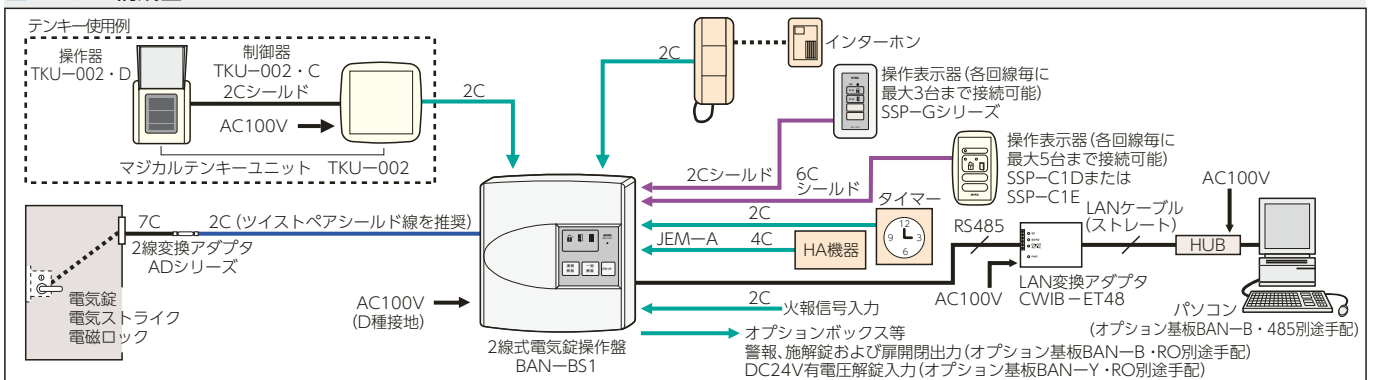 テンキー使用例
操作器
TKU－002・D
制御器
TKU－002・C
2Cシールド
AC100V
マジカルテンキーユニット　TKU－002
2C
2C
インターホン
操作表示器(各回線毎に
最大3台まで接続可能)
SSP－Gシリーズ
操作表示器(各回線毎に
最大5台まで接続可能)
SSP－C1Dまたは
SSP－C1E
2Cシールド
6C
シールド
タイマー
12
3
6
9
2C
JEM－A　4C
HA機器
RS485
AC100V
LAN変換アダプタ
CWIB－ET48
LANケーブル
(ストレート)
AC100V
HUB
パソコン
(オプション基板BAN－B・485別途手配)
7C
2C(ツイストペアシールド線を推奨)
2線変換アダプタ
ADシリーズ
電気錠
電気ストライク
電磁ロック
AC100V
(D種接地)
2線式電気錠操作盤
BAN－BS1
2C
火報信号入力
オプションボックス等
警報、施解錠および扉開閉出力(オプション基板BAN－B・RO別途手配)
DC24V有電圧解錠入力(オプション基板BAN－Y・RO別途手配)